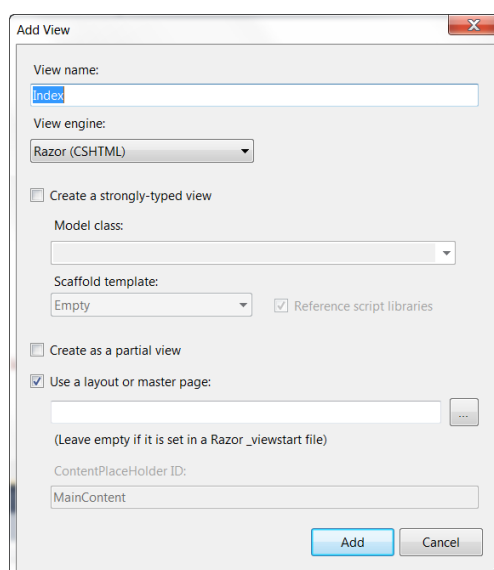 Add View
View name:
Index
View engine:
Razor (CSHTML)
Create a strongly-typed view
Model class:
Scaffold template:
Empty
Reference script libraries
Create as a partial view
Use a layout or master page:
...
(Leave empty if it is set in a Razor _viewstart file)
ContentPlaceHolder ID:
MainContent
Add
Cancel